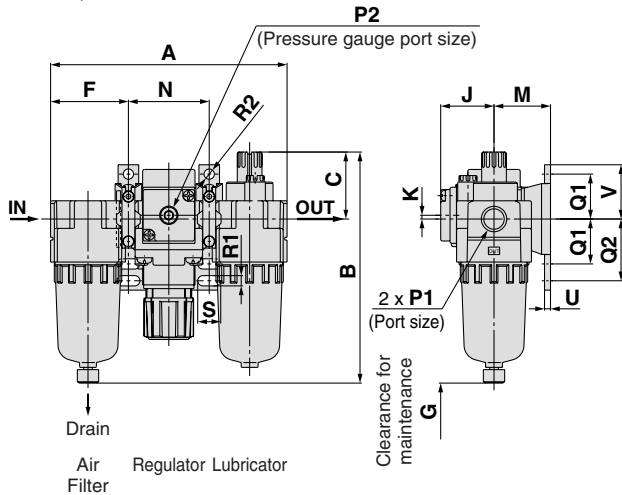 P2
(Pressure gauge port size)
A
F
N
R2
J
M
C
K
Q1
V
IN
OUT
B
R1
Q1
Q2
S
2 x P1
(Port size)
U
OUT
Clearance for
maintenance
G
Drain
Air
Filter
Regulator
Lubricator